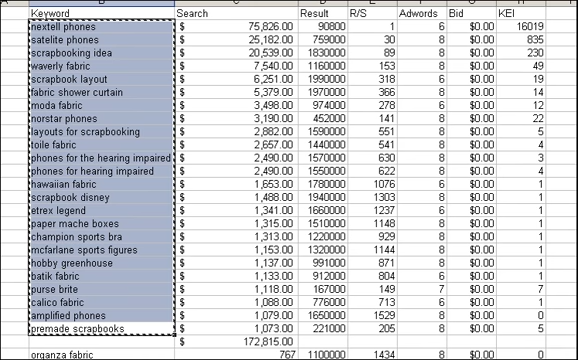 Keyword Search Result R/S Adwords Bid KEI
nextell phones $ 75,826.00 90800 1 6 $0.00 16019
satelite phones $ 25,182.00 759000 30 8 $0.00 835
scrapbooking idea $ 20,539.00 1830000 89 8 $0.00 230
waverly fabric $ 7,540.00 1160000 153 8 $0.00 49
scrapbook layout $ 6,251.00 1990000 318 6 $0.00 19
fabric shower curtain $ 5,379.00 1970000 366 8 $0.00 14
moda fabric $ 3,498.00 974000 278 6 $0.00 12
norstar phones $ 3,190.00 452000 141 8 $0.00 22
layouts for scrapbooking $ 2,882.00 1590000 551 8 $0.00 5
toile fabric $ 2,657.00 1440000 541 8 $0.00 4
phones for the hearing impaired $ 2,490.00 1570000 630 8 $0.00 3
phones for hearing impaired $ 2,490.00 1550000 622 8 $0.00 4
hawaiian fabric $ 1,653.00 1780000 1076 6 $0.00 1
scrapbook disney $ 1,488.00 1940000 1303 8 $0.00 1
etrex legend $ 1,341.00 1660000 1237 6 $0.00 1
paper mache boxes $ 1,315.00 1510000 1148 8 $0.00 1
champion sports bra $ 1,313.00 1220000 929 8 $0.00 1
mcfarlane sports figures $ 1,153.00 1320000 1144 8 $0.00 1
hobby greenhouse $ 1,137.00 991000 871 8 $0.00 1
batik fabric $ 1,133.00 912000 804 6 $0.00 1
purse brite $ 1,118.00 167000 149 7 $0.00 7
calico fabric $ 1,088.00 776000 713 6 $0.00 1
amplified phones $ 1,079.00 1650000 1529 8 $0.00 0
premade scrapbooks $ 1,073.00 221000 205 8 $0.00 5
$ 172,815.00
organza fabric 767 1100000 1434 8 $0.00 0